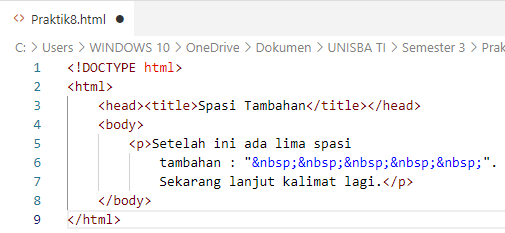 <> Praktik8.html ●
C: > Users > WINDOWS 10 > OneDrive > Dokumen > UNISBA TI > Semester 3 > Prak
1 <!DOCTYPE html>
2 <html>
3 <head><title>Spasi Tambahan</title></head>
4 <body>
5 <p>Setelah ini ada lima spasi
6 tambahan : "&nbsp;&nbsp;&nbsp;&nbsp;&nbsp;".
7 Sekarang lanjut kalimat lagi.</p>
8 </body>
9 </html>